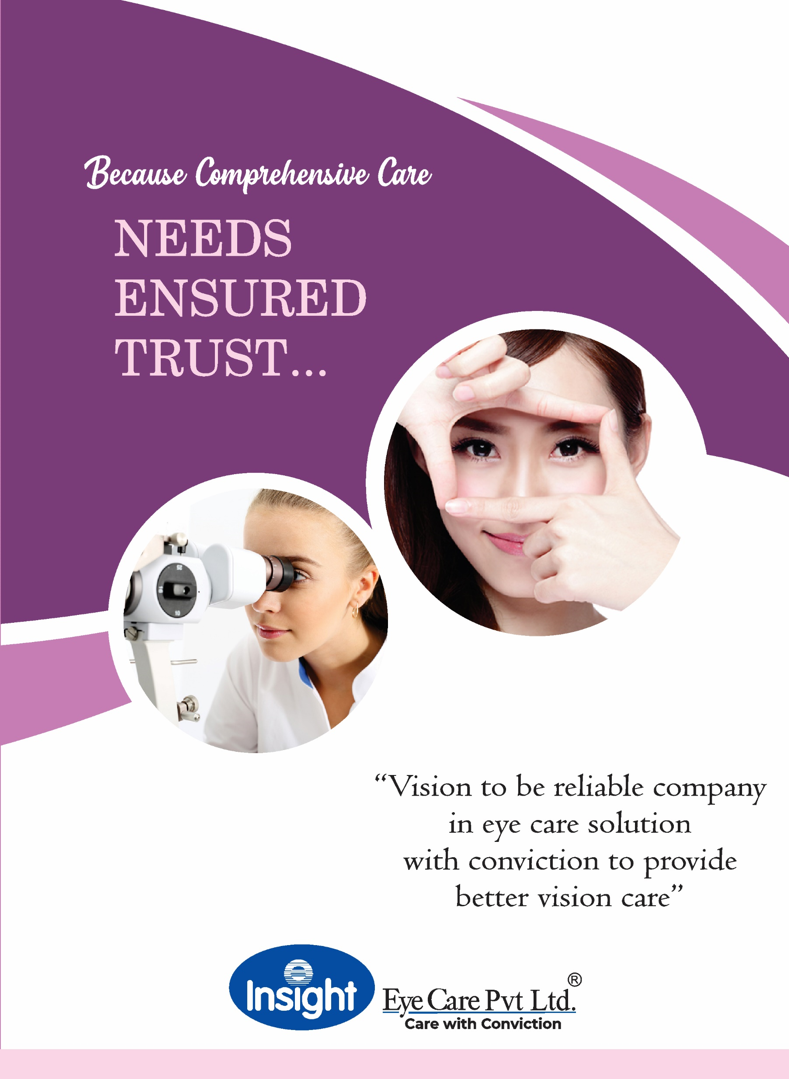 Because Comprehensive Care
NEEDS
ENSURED
TRUST...
“Vision to be reliable company
in eye care solution
with conviction to provide
better vision care”
Insight Eye Care Pvt Ltd.®
Care with Conviction